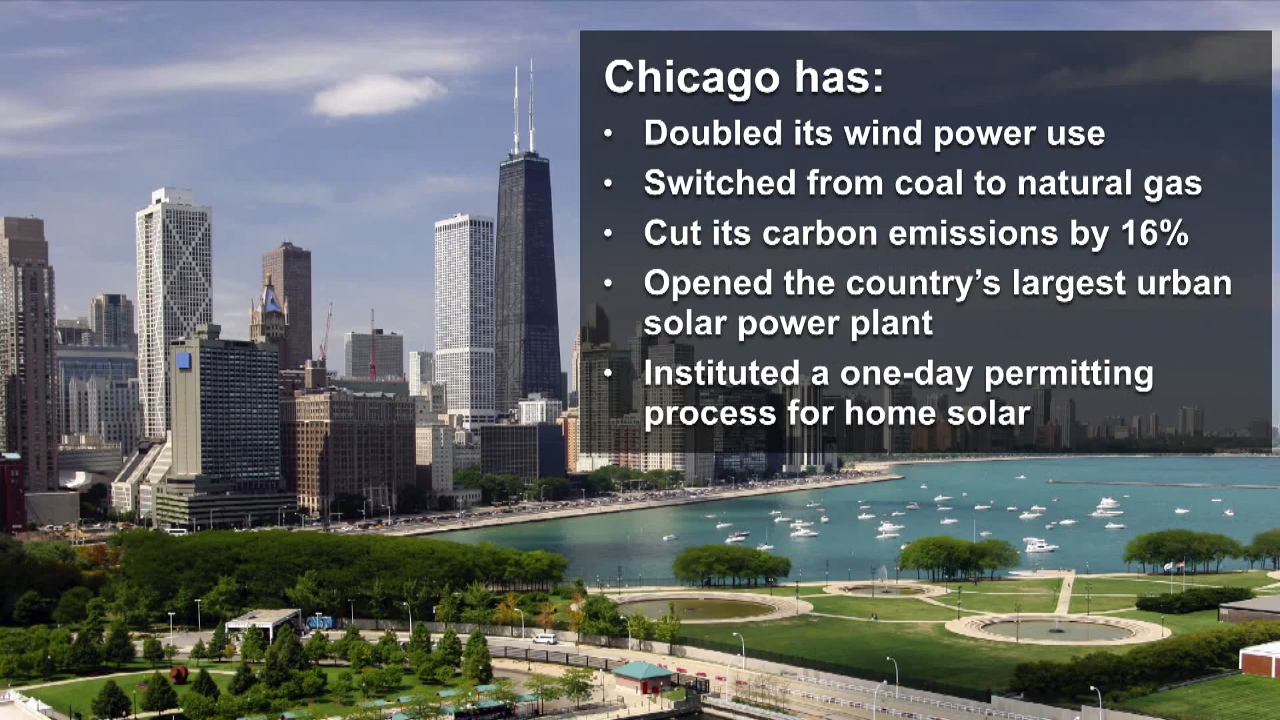 Chicago has:
• Doubled its wind power use
• Switched from coal to natural gas
• Cut its carbon emissions by 16%
• Opened the country’s largest urban
solar power plant
• Instituted a one-day permitting
process for home solar